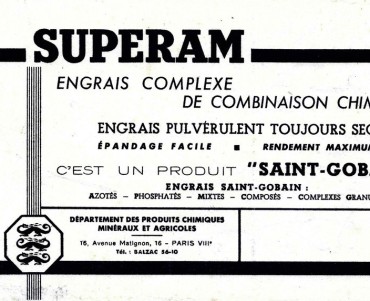 SUPERAM
ENGRAIS COMPLEXE
DE COMBINAISON CHIM
ENGRAIS PULVÉRULENT TOUJOURS SEC
ÉPANDAGE FACILE ■ RENDEMENT MAXIMU
C'EST UN PRODUIT "SAINT-GOBA
ENGRAIS SAINT-GOBAIN :
AZOTÉS – PHOSPHATÉS – MIXTES – COMPOSÉS – COMPLEXES GRANU
DÉPARTEMENT DES PRODUITS CHIMIQUES
MINÉRAUX ET AGRICOLES
16, Avenue Matignon, 16 - PARIS VIIIe
Tél. : BALZAC 56-10